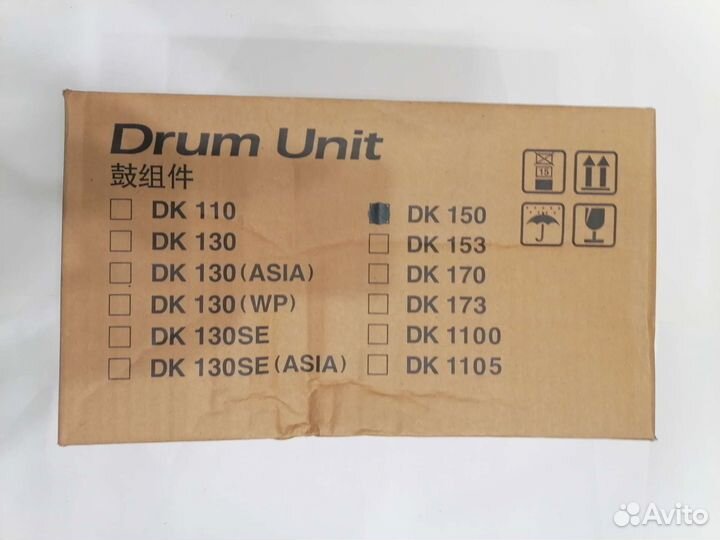 Drum Unit
鼓组件
DK 110
DK 130
DK 130 (ASIA)
DK 130 (WP)
DK 130SE
DK 130SE (ASIA)
DK 150
DK 153
DK 170
DK 173
DK 1100
DK 1105
15
Avito